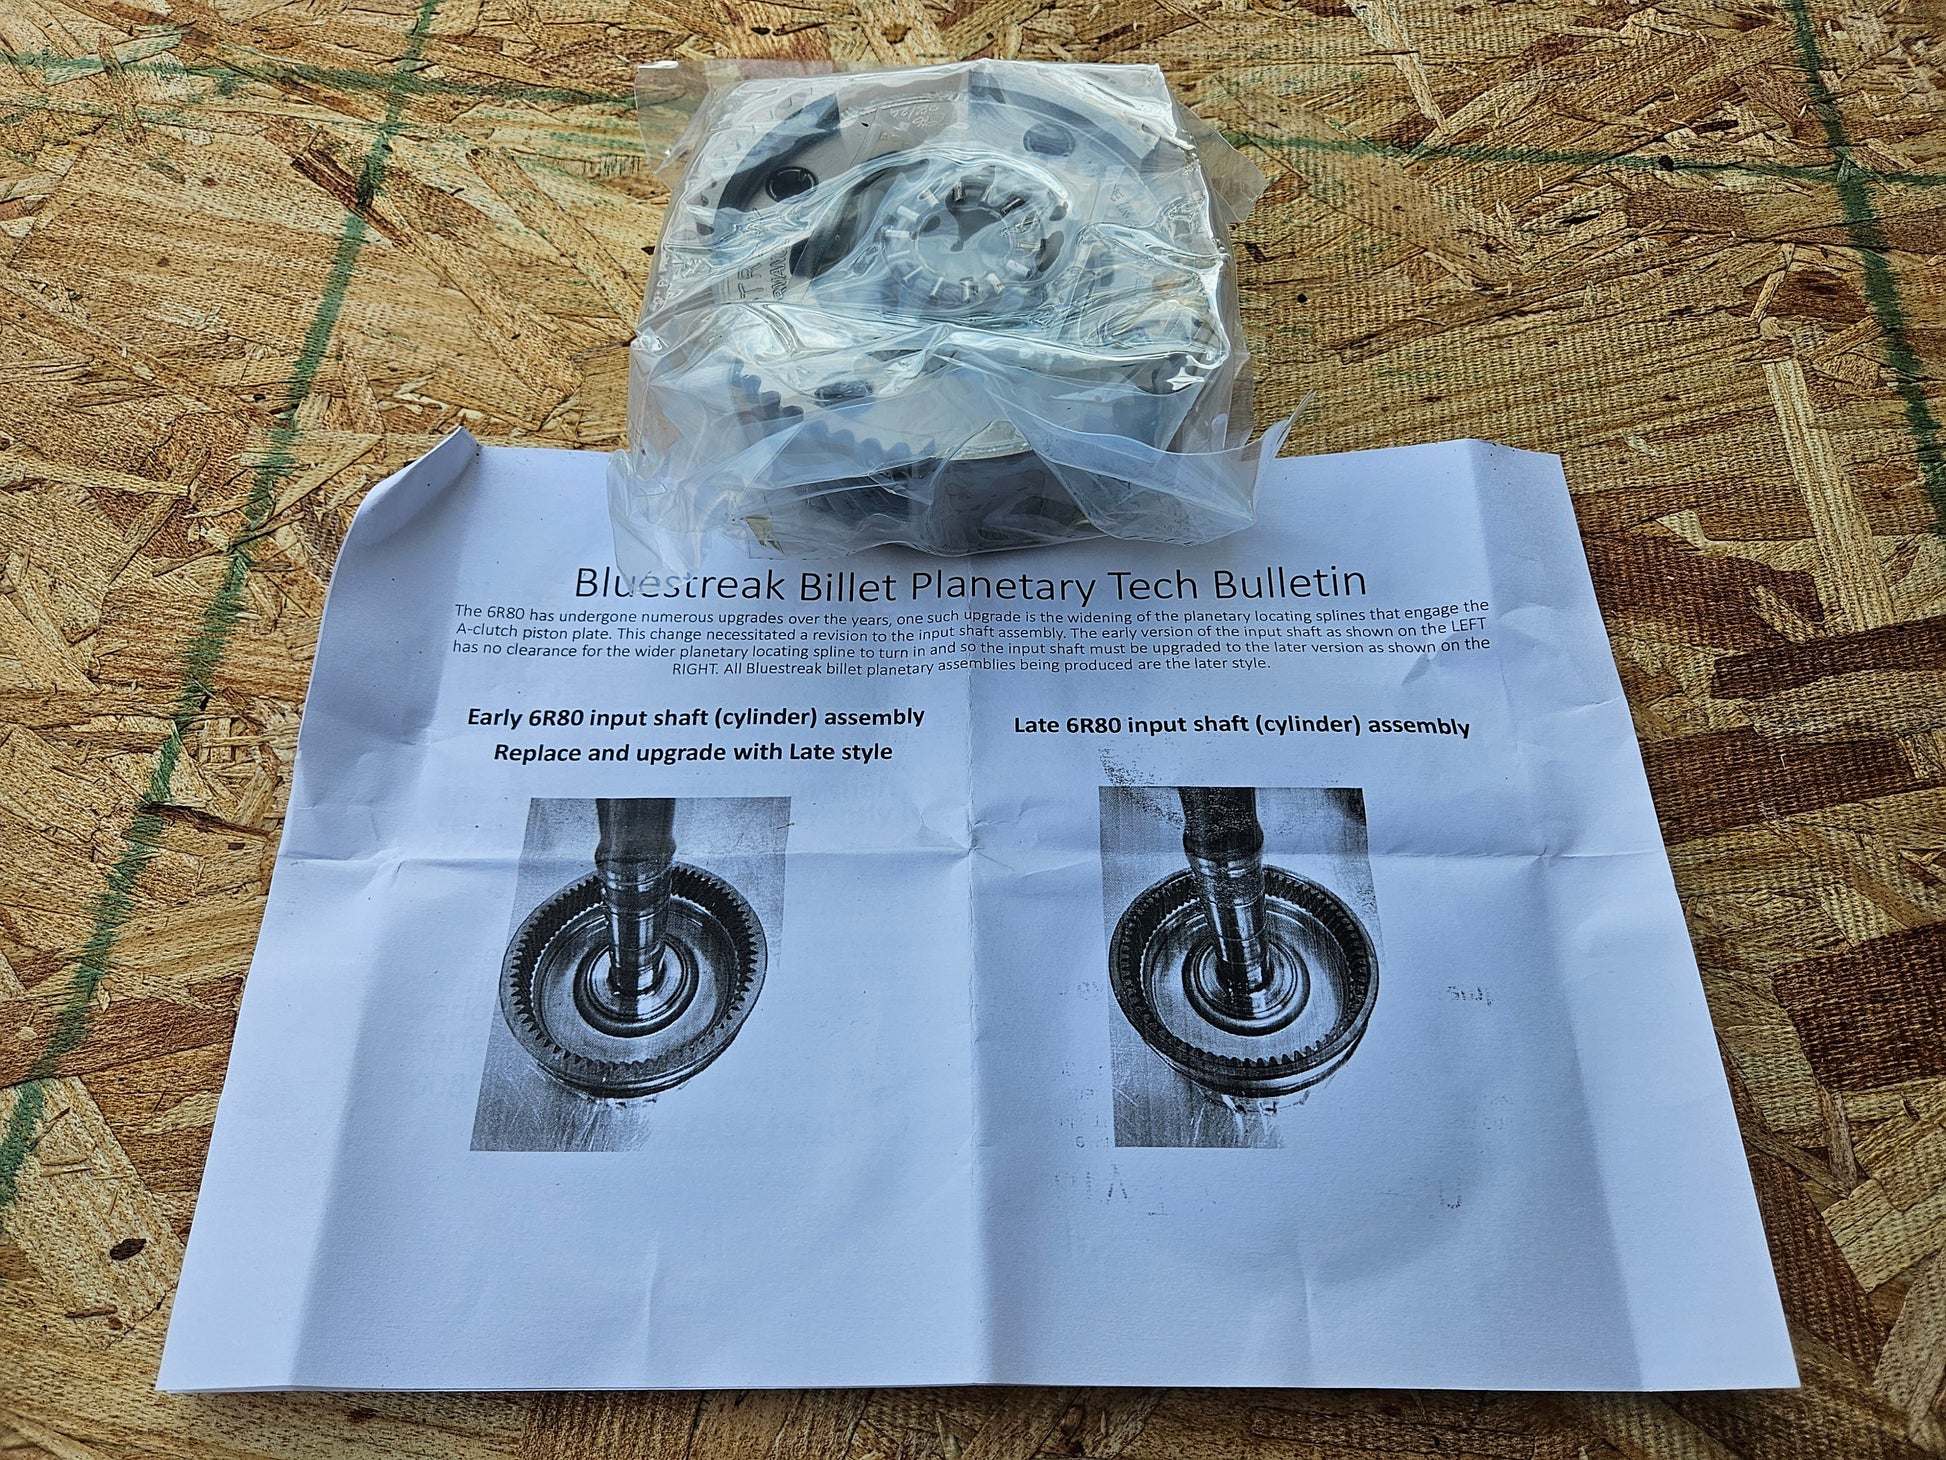 Bluestreak Billet Planetary Tech Bulletin
The 6R80 has undergone numerous upgrades over the years, one such upgrade is the widening of the planetary locating splines that engage the
A-clutch piston plate. This change necessitated a revision to the input shaft assembly. The early version of the input shaft as shown on the LEFT
has no clearance for the wider planetary locating spline to turn in and so the input shaft must be upgraded to the later version as shown on the
RIGHT. All Bluestreak billet planetary assemblies being produced are the later style.
Early 6R80 input shaft (cylinder) assembly
Replace and upgrade with Late style
Late 6R80 input shaft (cylinder) assembly